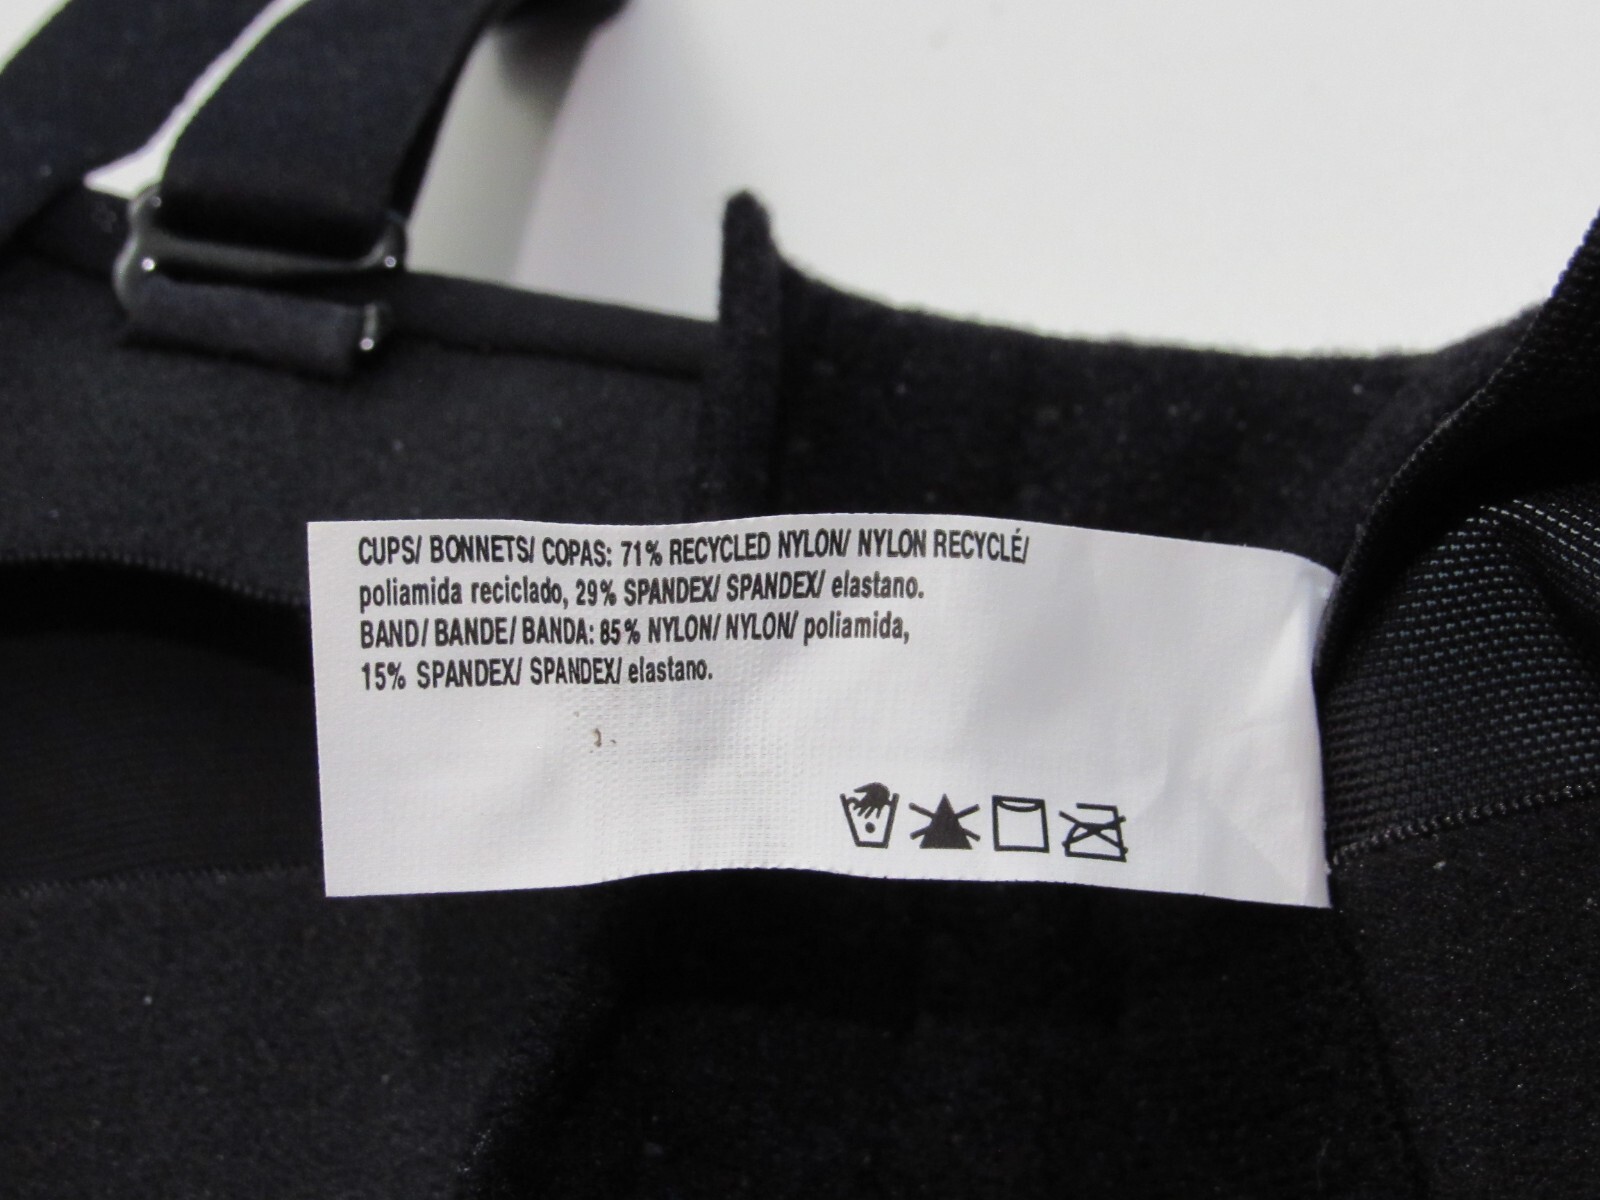 CUPS/ BONNETS/ COPAS: 71% RECYCLED NYLON/ NYLON RECYCLÉ/
poliamida reciclado, 29% SPANDEX/ SPANDEX/ elastano.
BAND/ BANDE/ BANDA: 85% NYLON/ NYLON/ poliamida,
15% SPANDEX/ SPANDEX/ elastano.